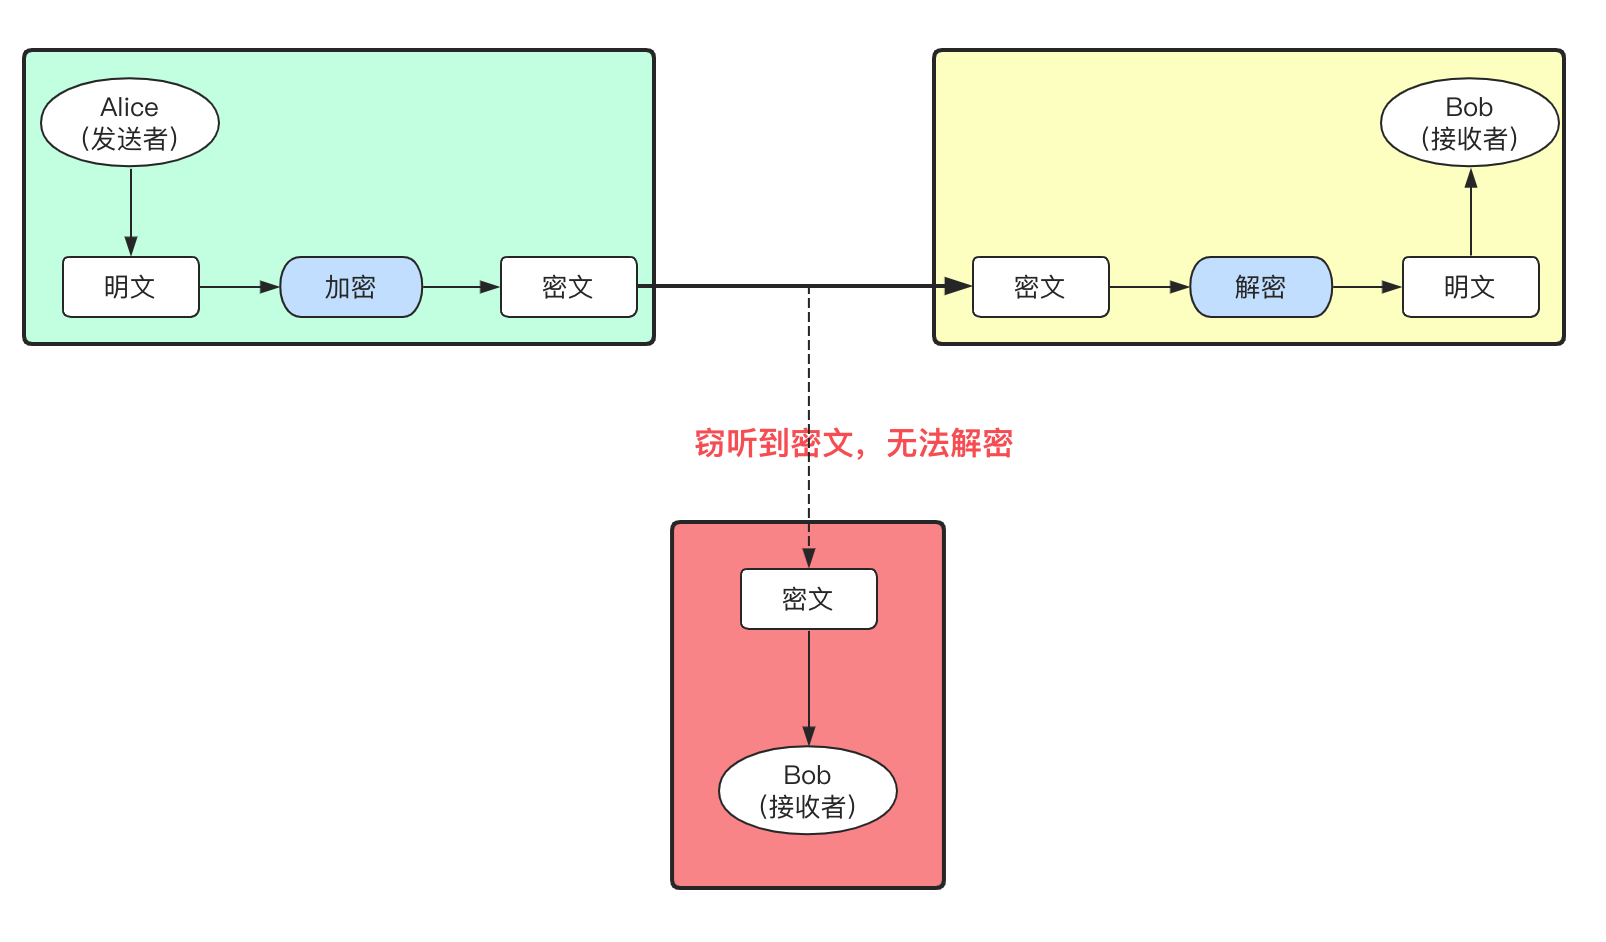 Alice
(发送者)
Bob
(接收者)
明文
加密
密文
密文
解密
明文
窃听到密文，无法解密
密文
Bob
(接收者)